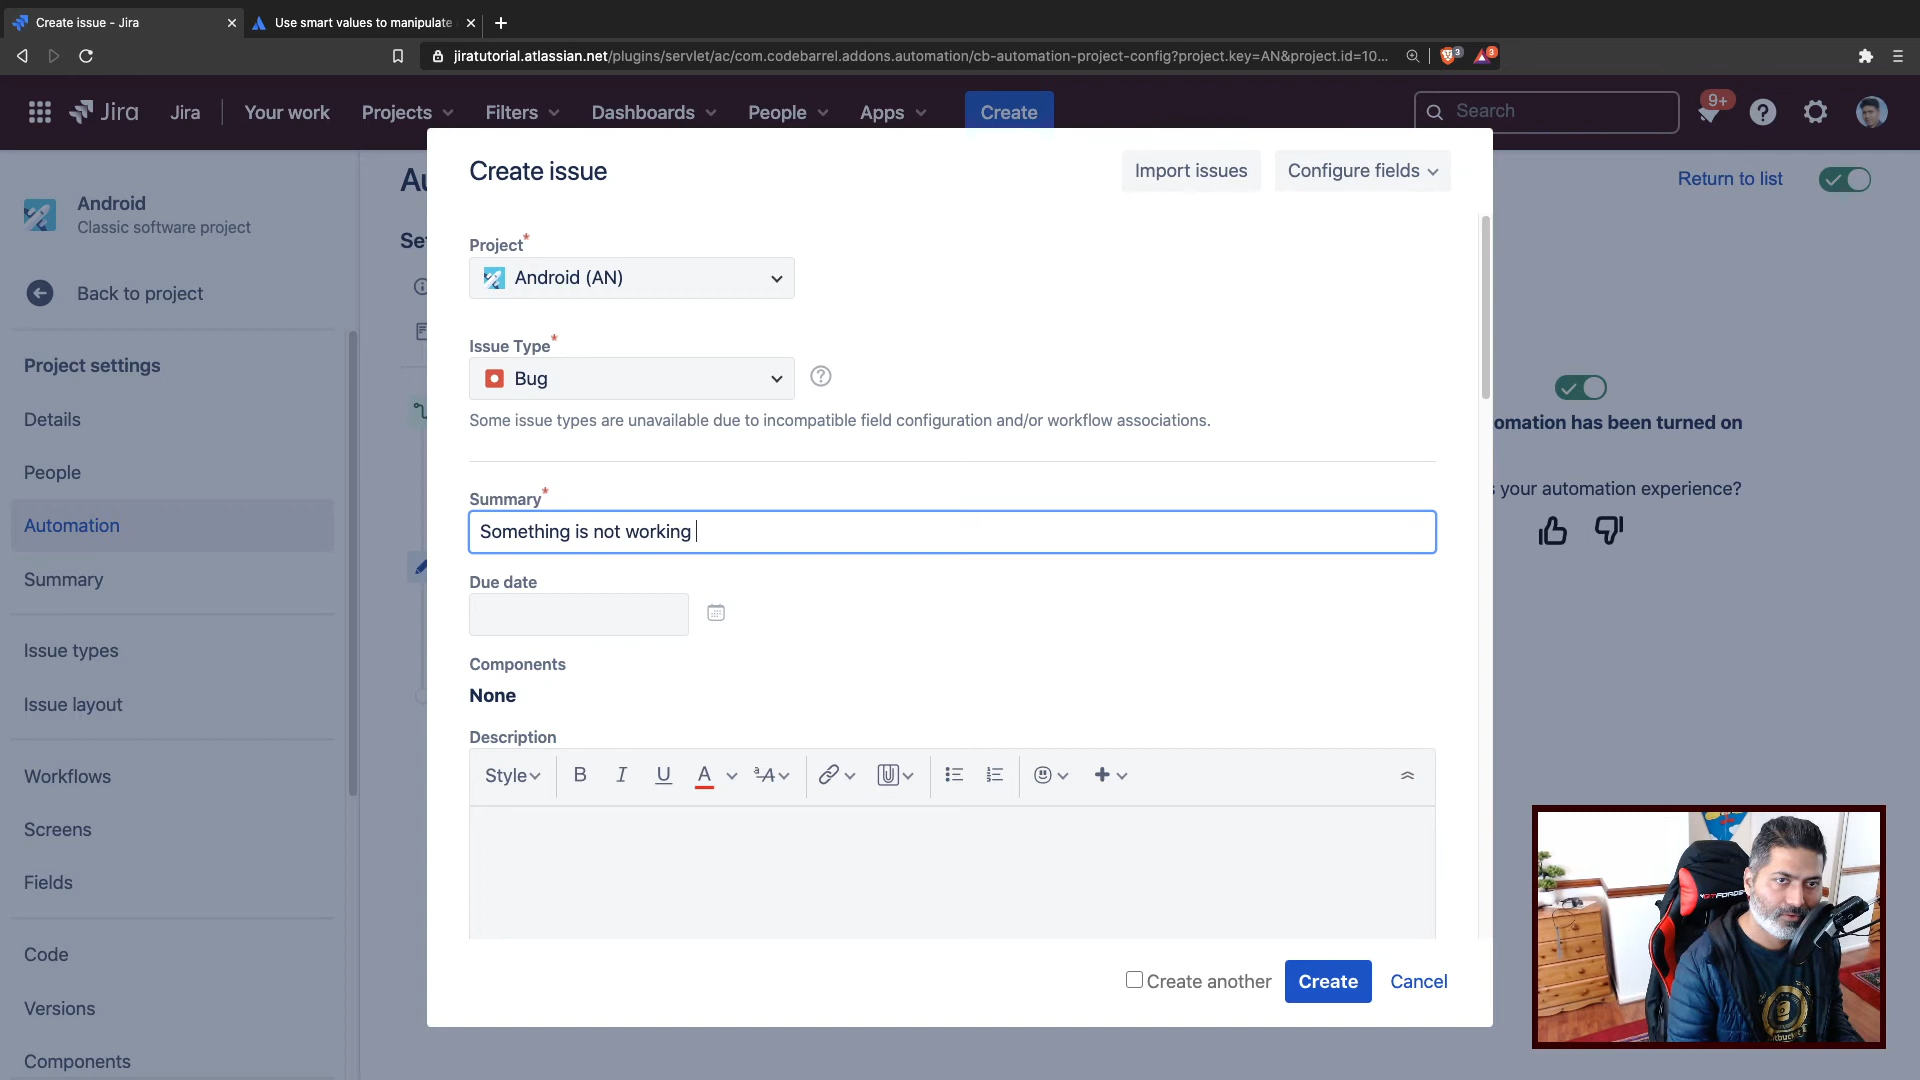 Create issue - Jira
Use smart values to manipulate
jiratutorial.atlassian.net/plugins/servlet/ac/com.codebarrel.addons.automation/cb-automation-project-config?project.key=AN&project.id=10...
3
3
Jira
Jira
Your work
Projects
Filters
Dashboards
People
Apps
Create
Search
9+
Android
Classic software project
Back to project
Project settings
Details
People
Automation
Summary
Issue types
Issue layout
Workflows
Screens
Fields
Code
Versions
Components
Au
Se
Return to list
omation has been turned on
your automation experience?
Create issue
Import issues
Configure fields
Project*
Android (AN)
Issue Type*
Bug
Some issue types are unavailable due to incompatible field configuration and/or workflow associations.
Summary*
Something is not working
Due date
Components
None
Description
Style
B
I
U
A
ªA
Create another
Create
Cancel